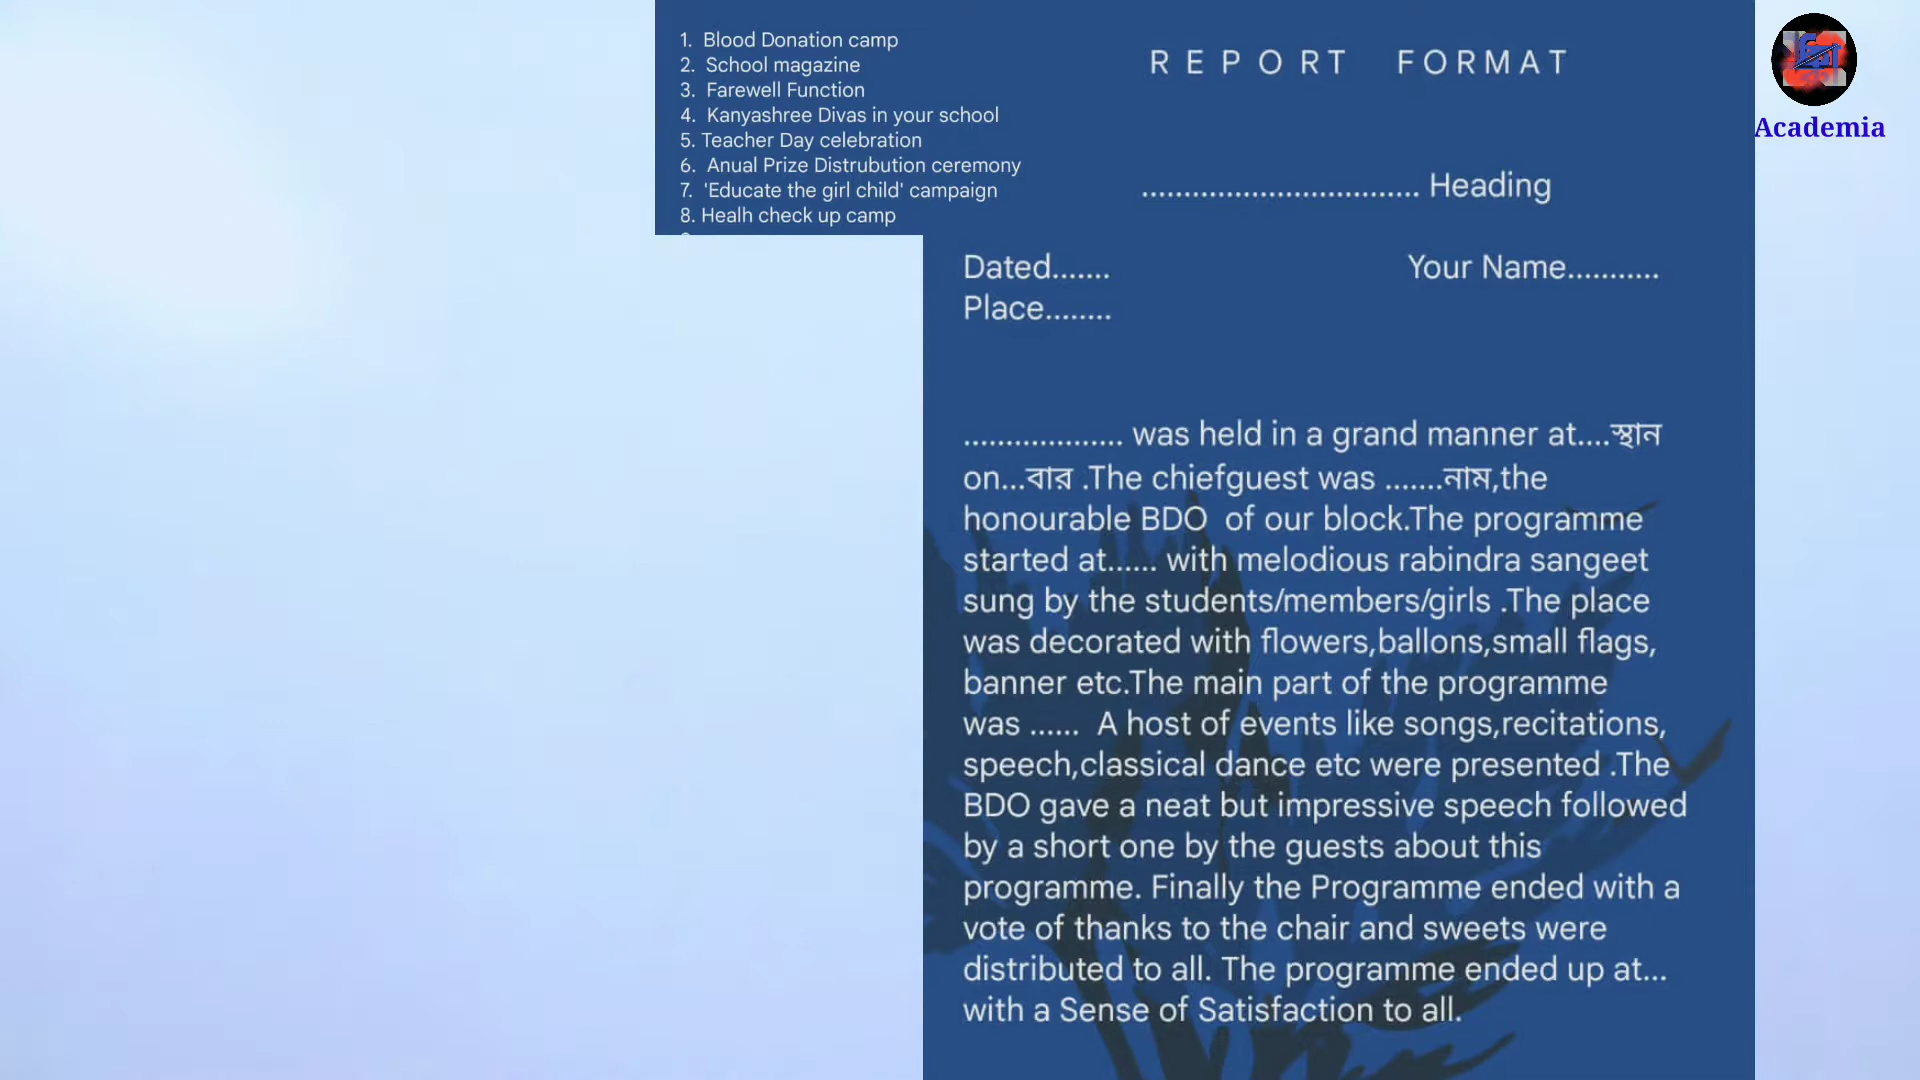 1. Blood Donation camp
2. School magazine
3. Farewell Function
4. Kanyashree Divas in your school
5. Teacher Day celebration
6. Anual Prize Distrubution ceremony
7. 'Educate the girl child' campaign
8. Healh check up camp
REPORT FORMAT
Academia
................................. Heading
Dated....... Your Name...........
Place........
................... was held in a grand manner at....স্থান
on...বার .The chiefguest was .......নাম,the
honourable BDO of our block.The programme
started at...... with melodious rabindra sangeet
sung by the students/members/girls .The place
was decorated with flowers,ballons,small flags,
banner etc.The main part of the programme
was ...... A host of events like songs,recitations,
speech,classical dance etc were presented .The
BDO gave a neat but impressive speech followed
by a short one by the guests about this
programme. Finally the Programme ended with a
vote of thanks to the chair and sweets were
distributed to all. The programme ended up at...
with a Sense of Satisfaction to all.